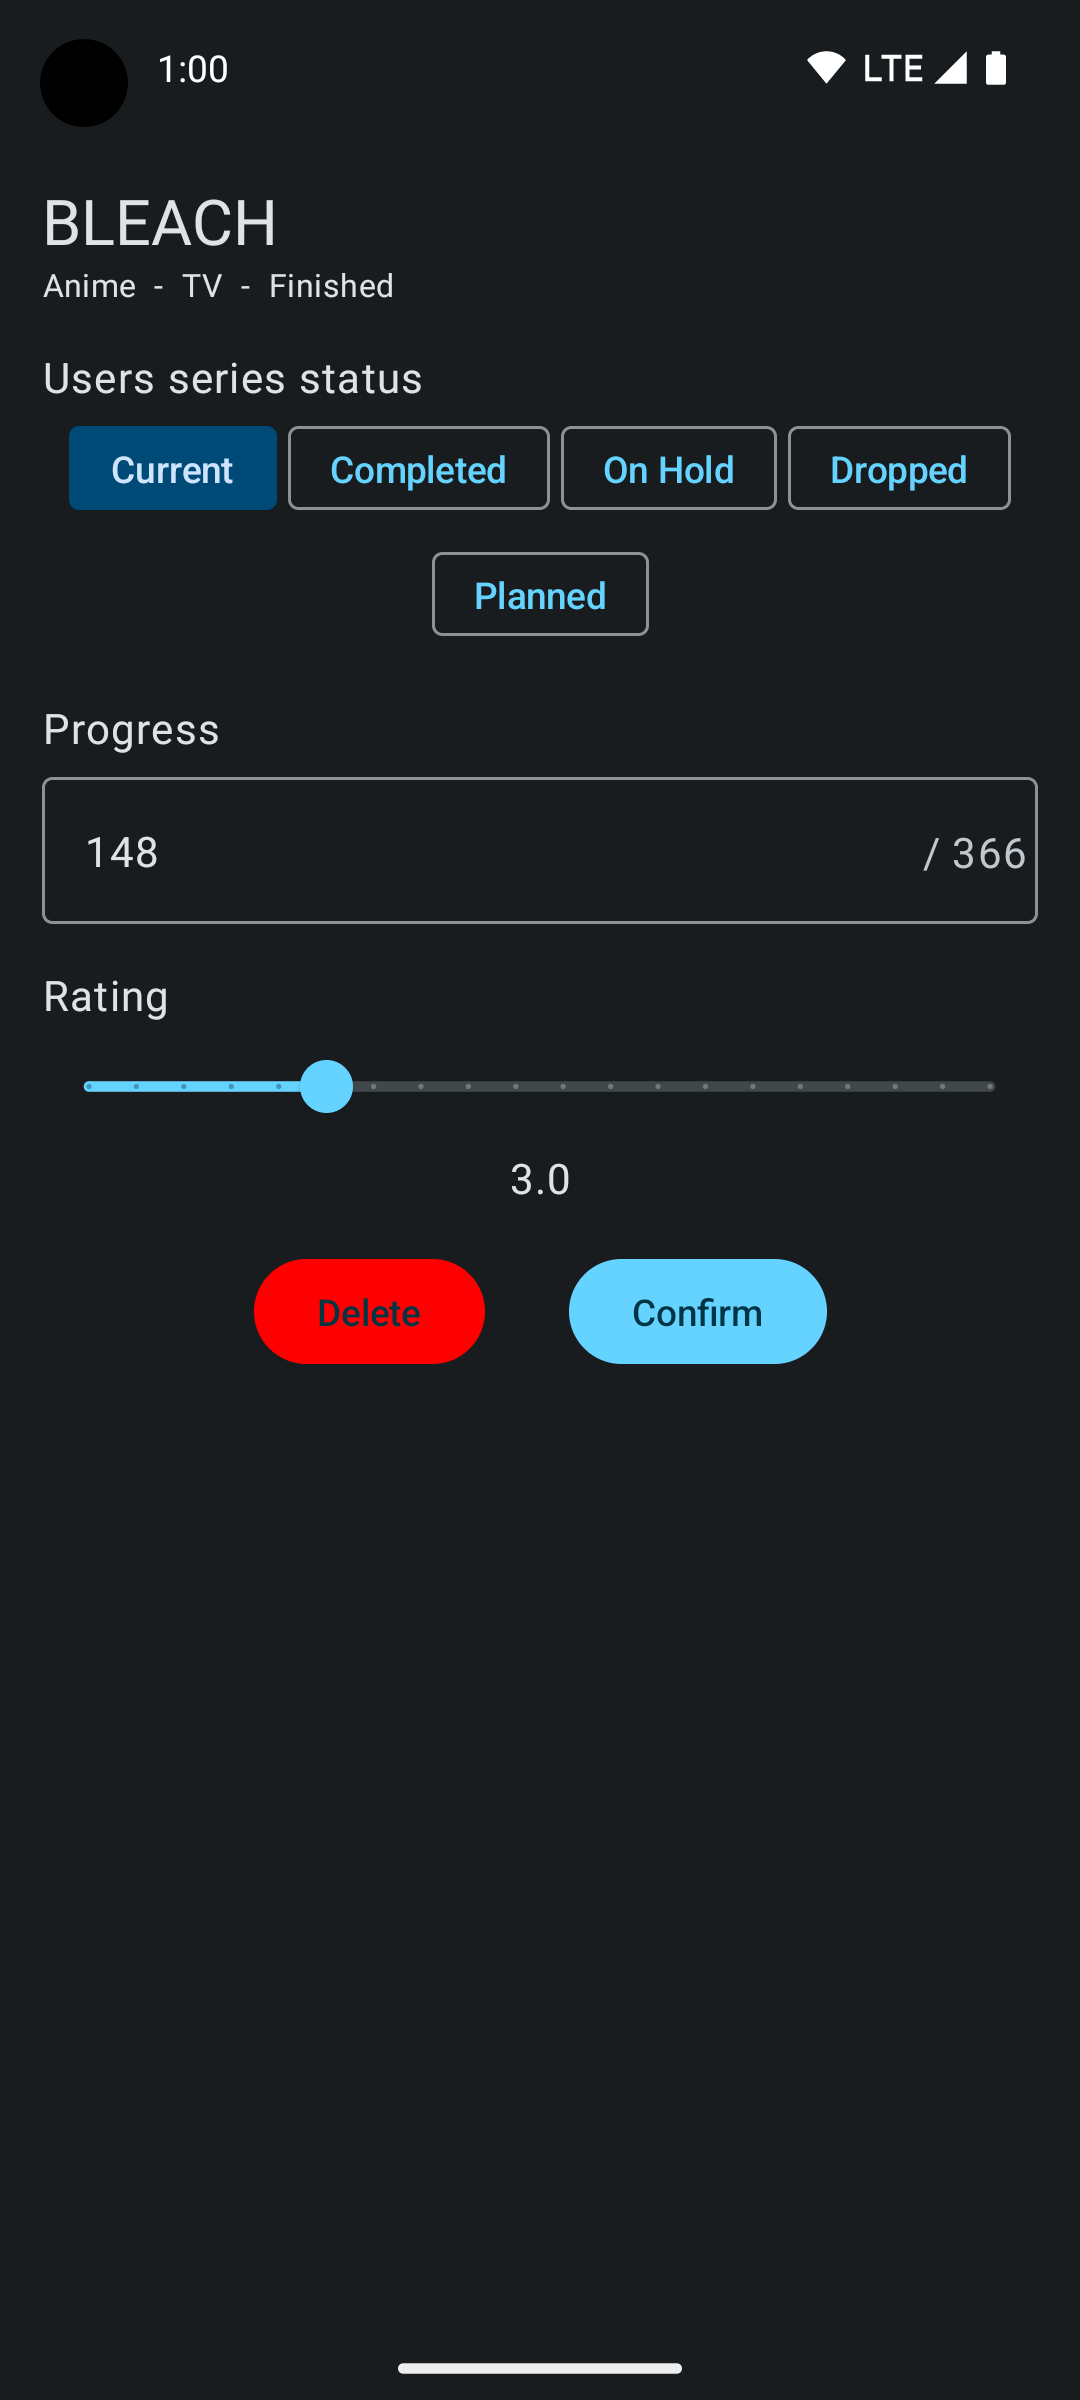 1:00 LTE
BLEACH
Anime - TV - Finished
Users series status
Current Completed On Hold Dropped
Planned
Progress
148 / 366
Rating
3.0
Delete Confirm